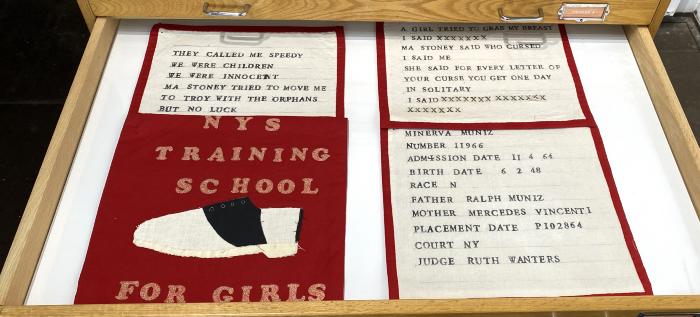 THEY CALLED ME SPEEDY
WE WERE CHILDREN
WE WERE INNOCENT
MA STONEY TRIED TO MOVE ME
TO TROY WITH THE ORPHANS
BUT NO LUCK
NYS
TRAINING
SCHOOL
FOR GIRLS
A GIRL TRIED TO GRAB MY BREAST
I SAID XXXXXXX
MA STONEY SAID WHO CURSED
I SAID ME
SHE SAID FOR EVERY LETTER OF
YOUR CURSE YOU GET ONE DAY
IN SOLITARY
I SAID XXXXXXX XXXXXXX
XXXXXXX
MINERVA MUNIZ
NUMBER 11966
ADMISSION DATE 11 4 64
BIRTH DATE 6 2 48
RACE N
FATHER RALPH MUNIZ
MOTHER MERCEDES VINCENTI
PLACEMENT DATE P102864
COURT NY
JUDGE RUTH WANTERS